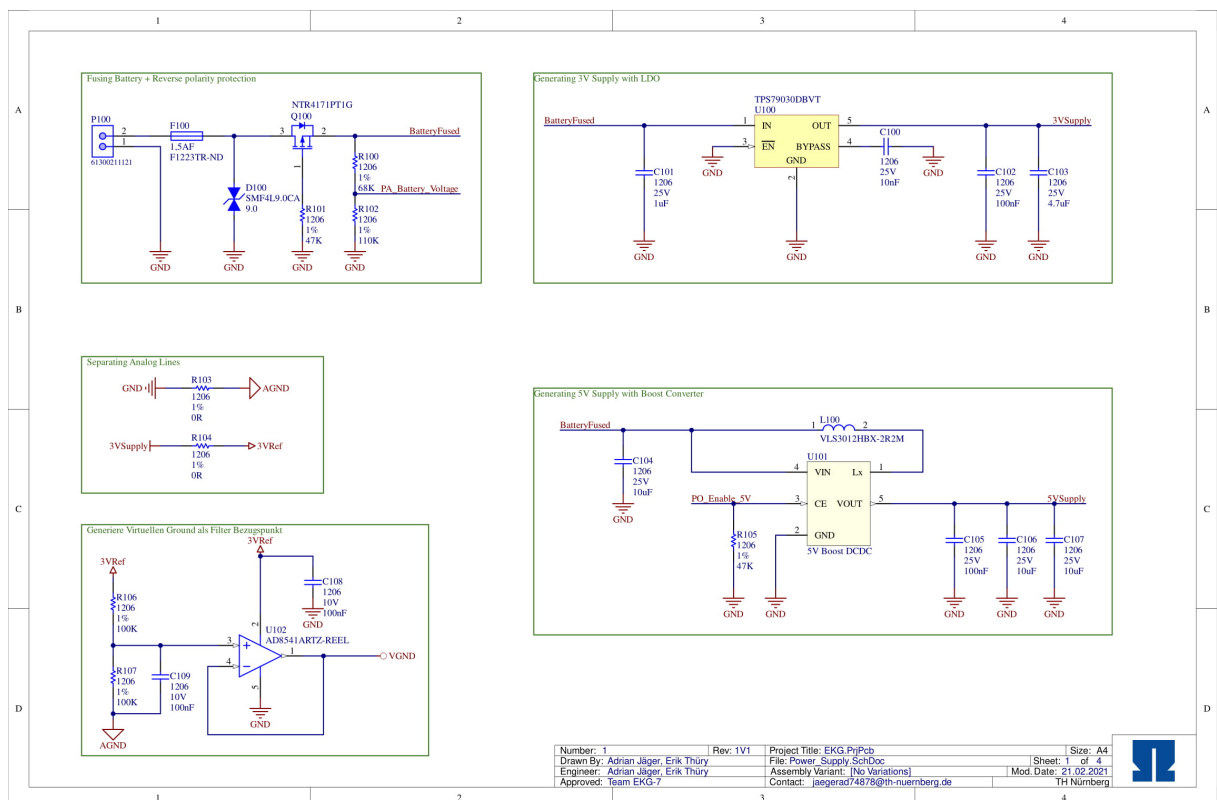 1
2
3
4
A
B
C
D
A
B
C
D
Fusing Battery + Reverse polarity protection
P100
2
1
61300211121
F100
1,5AF
F1223TR-ND
D100
SMF4L9.0CA
9.0
NTR4171PT1G
Q100
3
2
1
BatteryFused
R100
1206
1%
68K
PA_Battery_Voltage
R101
1206
1%
47K
R102
1206
1%
110K
GND
GND
GND
GND
Generating 3V Supply with LDO
BatteryFused
TPS79030DBVT
U100
1
IN
OUT
5
3
EN
BYPASS
4
GND
2
C100
1206
25V
10nF
3VSupply
GND
GND
C101
1206
25V
1uF
C102
1206
25V
100nF
C103
1206
25V
4.7uF
GND
GND
GND
GND
Separating Analog Lines
GND
R103
AGND
1206
1%
0R
3VSupply
R104
3VRef
1206
1%
0R
Generating 5V Supply with Boost Converter
BatteryFused
1
L100
2
VLS3012HBX-2R2M
C104
1206
25V
10uF
GND
U101
4
VIN
Lx
1
PO_Enable_5V
3
CE
VOUT
5
5VSupply
2
GND
5V Boost DCDC
R105
1206
1%
47K
C105
1206
25V
100nF
C106
1206
25V
10uF
C107
1206
25V
10uF
GND
GND
GND
GND
GND
Generiere Virtuellen Ground als Filter Bezugspunkt
3VRef
3VRef
R106
1206
1%
100K
C108
1206
10V
100nF
GND
2
U102
AD8541ARTZ-REEL
3
1
4
5
VGND
R107
1206
1%
100K
C109
1206
10V
100nF
GND
AGND
Number: 1 Rev: 1V1 Project Title: EKG.PrjPcb Size: A4
Drawn By: Adrian Jäger, Erik Thüry File: Power_Supply.SchDoc Sheet: 1 of 4
Engineer: Adrian Jäger, Erik Thüry Assembly Variant: [No Variations] Mod. Date: 21.02.2021
Approved: Team EKG-7 Contact: jaegerad74878@th-nuernberg.de TH Nürnberg
1
2
3
4